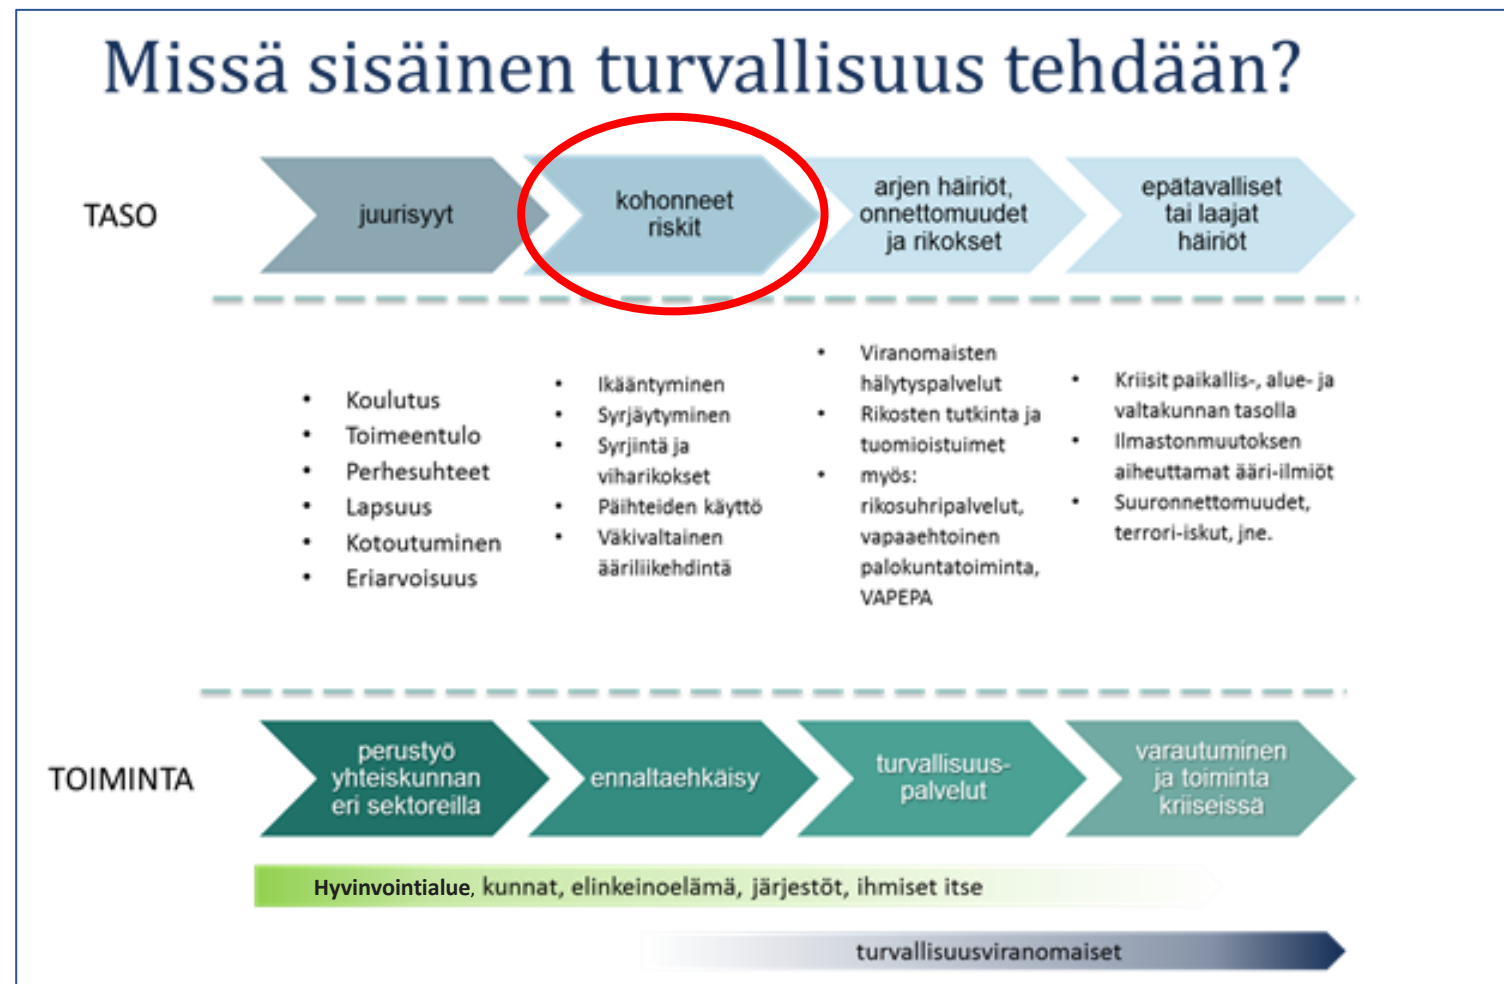 Missä sisäinen turvallisuus tehdään?
TASO
juurisyyt
kohonneet
riskit
arjen häiriöt,
onnettomuudet
ja rikokset
epätavalliset
tai laajat
häiriöt
• Koulutus
• Toimeentulo
• Perhesuhteet
• Lapsuus
• Kotoutuminen
• Eriarvoisuus
• Ikääntyminen
• Syrjäytyminen
• Syrjintä ja
viharikokset
• Päihteiden käyttö
• Väkivaltainen
ääriliikehdintä
• Viranomaisten
hälytyspalvelut
• Rikosten tutkinta ja
tuomioistuimet
• myös:
rikosuhripalvelut,
vapaaehtoinen
palokuntatoiminta,
VAPEPA
• Kriisit paikallis-, alue- ja
valtakunnan tasolla
• Ilmastonmuutoksen
aiheuttamat ääri-ilmiöt
• Suuronnettomuudet,
terrori-iskut, jne.
TOIMINTA
perustyö
yhteiskunnan
eri sektoreilla
ennaltaehkäisy
turvallisuus-
palvelut
varautuminen
ja toiminta
kriiseissä
Hyvinvointialue, kunnat, elinkeinoelämä, järjestöt, ihmiset itse
turvallisuusviranomaiset